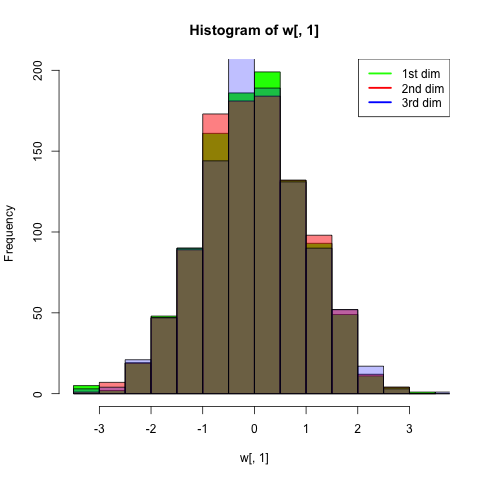 Histogram of w[, 1]
1st dim
2nd dim
3rd dim
Frequency
200
150
100
50
0
-3 -2 -1 0 1 2 3
w[, 1]